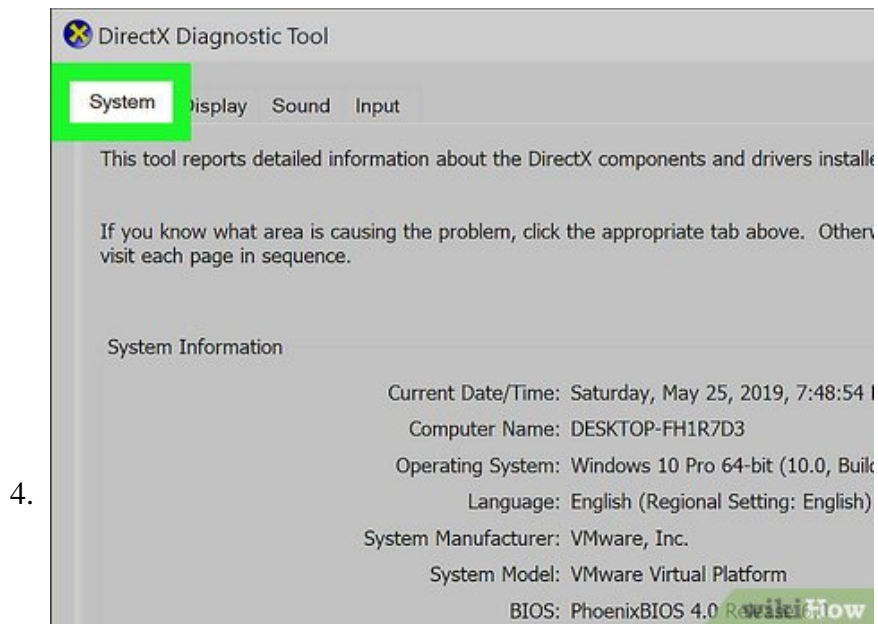 DirectX Diagnostic Tool
System Display Sound Input
This tool reports detailed information about the DirectX components and drivers installe
If you know what area is causing the problem, click the appropriate tab above. Otherw
visit each page in sequence.
System Information
Current Date/Time: Saturday, May 25, 2019, 7:48:54
Computer Name: DESKTOP-FH1R7D3
Operating System: Windows 10 Pro 64-bit (10.0, Build
4.
Language: English (Regional Setting: English)
System Manufacturer: VMware, Inc.
System Model: VMware Virtual Platform
BIOS: PhoenixBIOS 4.0 Release
wikiHow